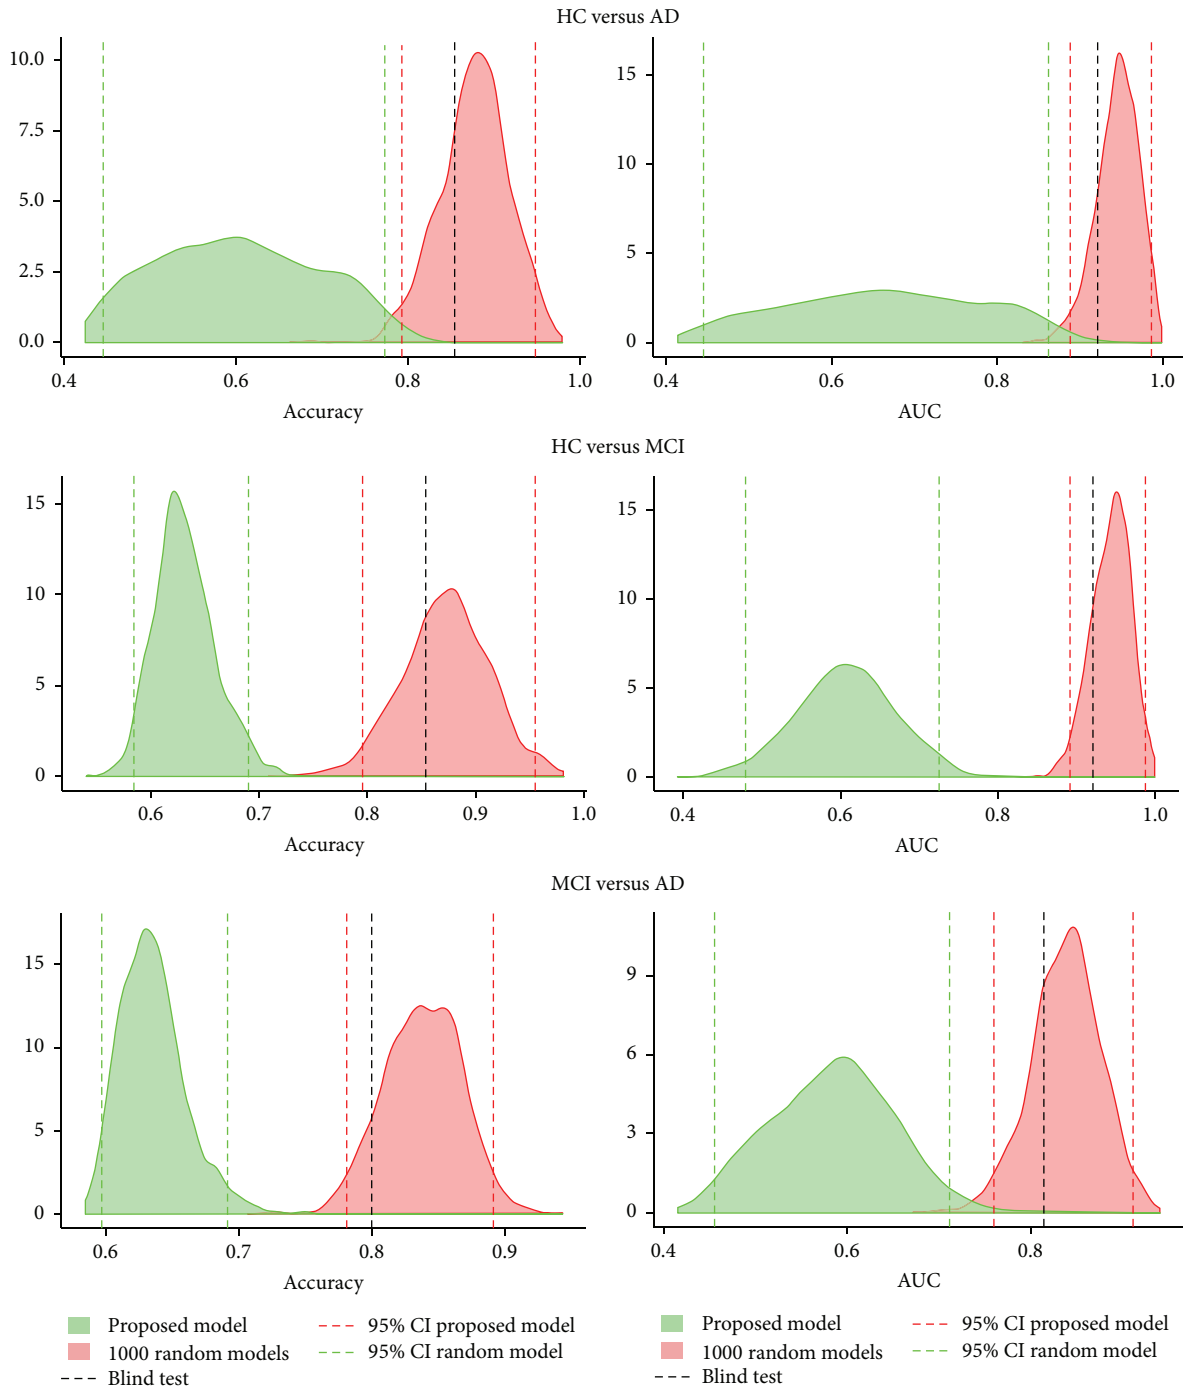 HC versus AD
10.0
7.5
5.0
2.5
0.0
0.4 0.6 0.8 1.0
Accuracy
15
10
5
0
0.4 0.6 0.8 1.0
AUC
HC versus MCI
15
10
5
0
0.6 0.7 0.8 0.9 1.0
Accuracy
15
10
5
0
0.4 0.6 0.8 1.0
AUC
MCI versus AD
15
10
5
0
0.6 0.7 0.8 0.9
Accuracy
9
6
3
0
0.4 0.6 0.8
AUC
Proposed model
1000 random models
Blind test
95% CI proposed model
95% CI random model
Proposed model
1000 random models
Blind test
95% CI proposed model
95% CI random model